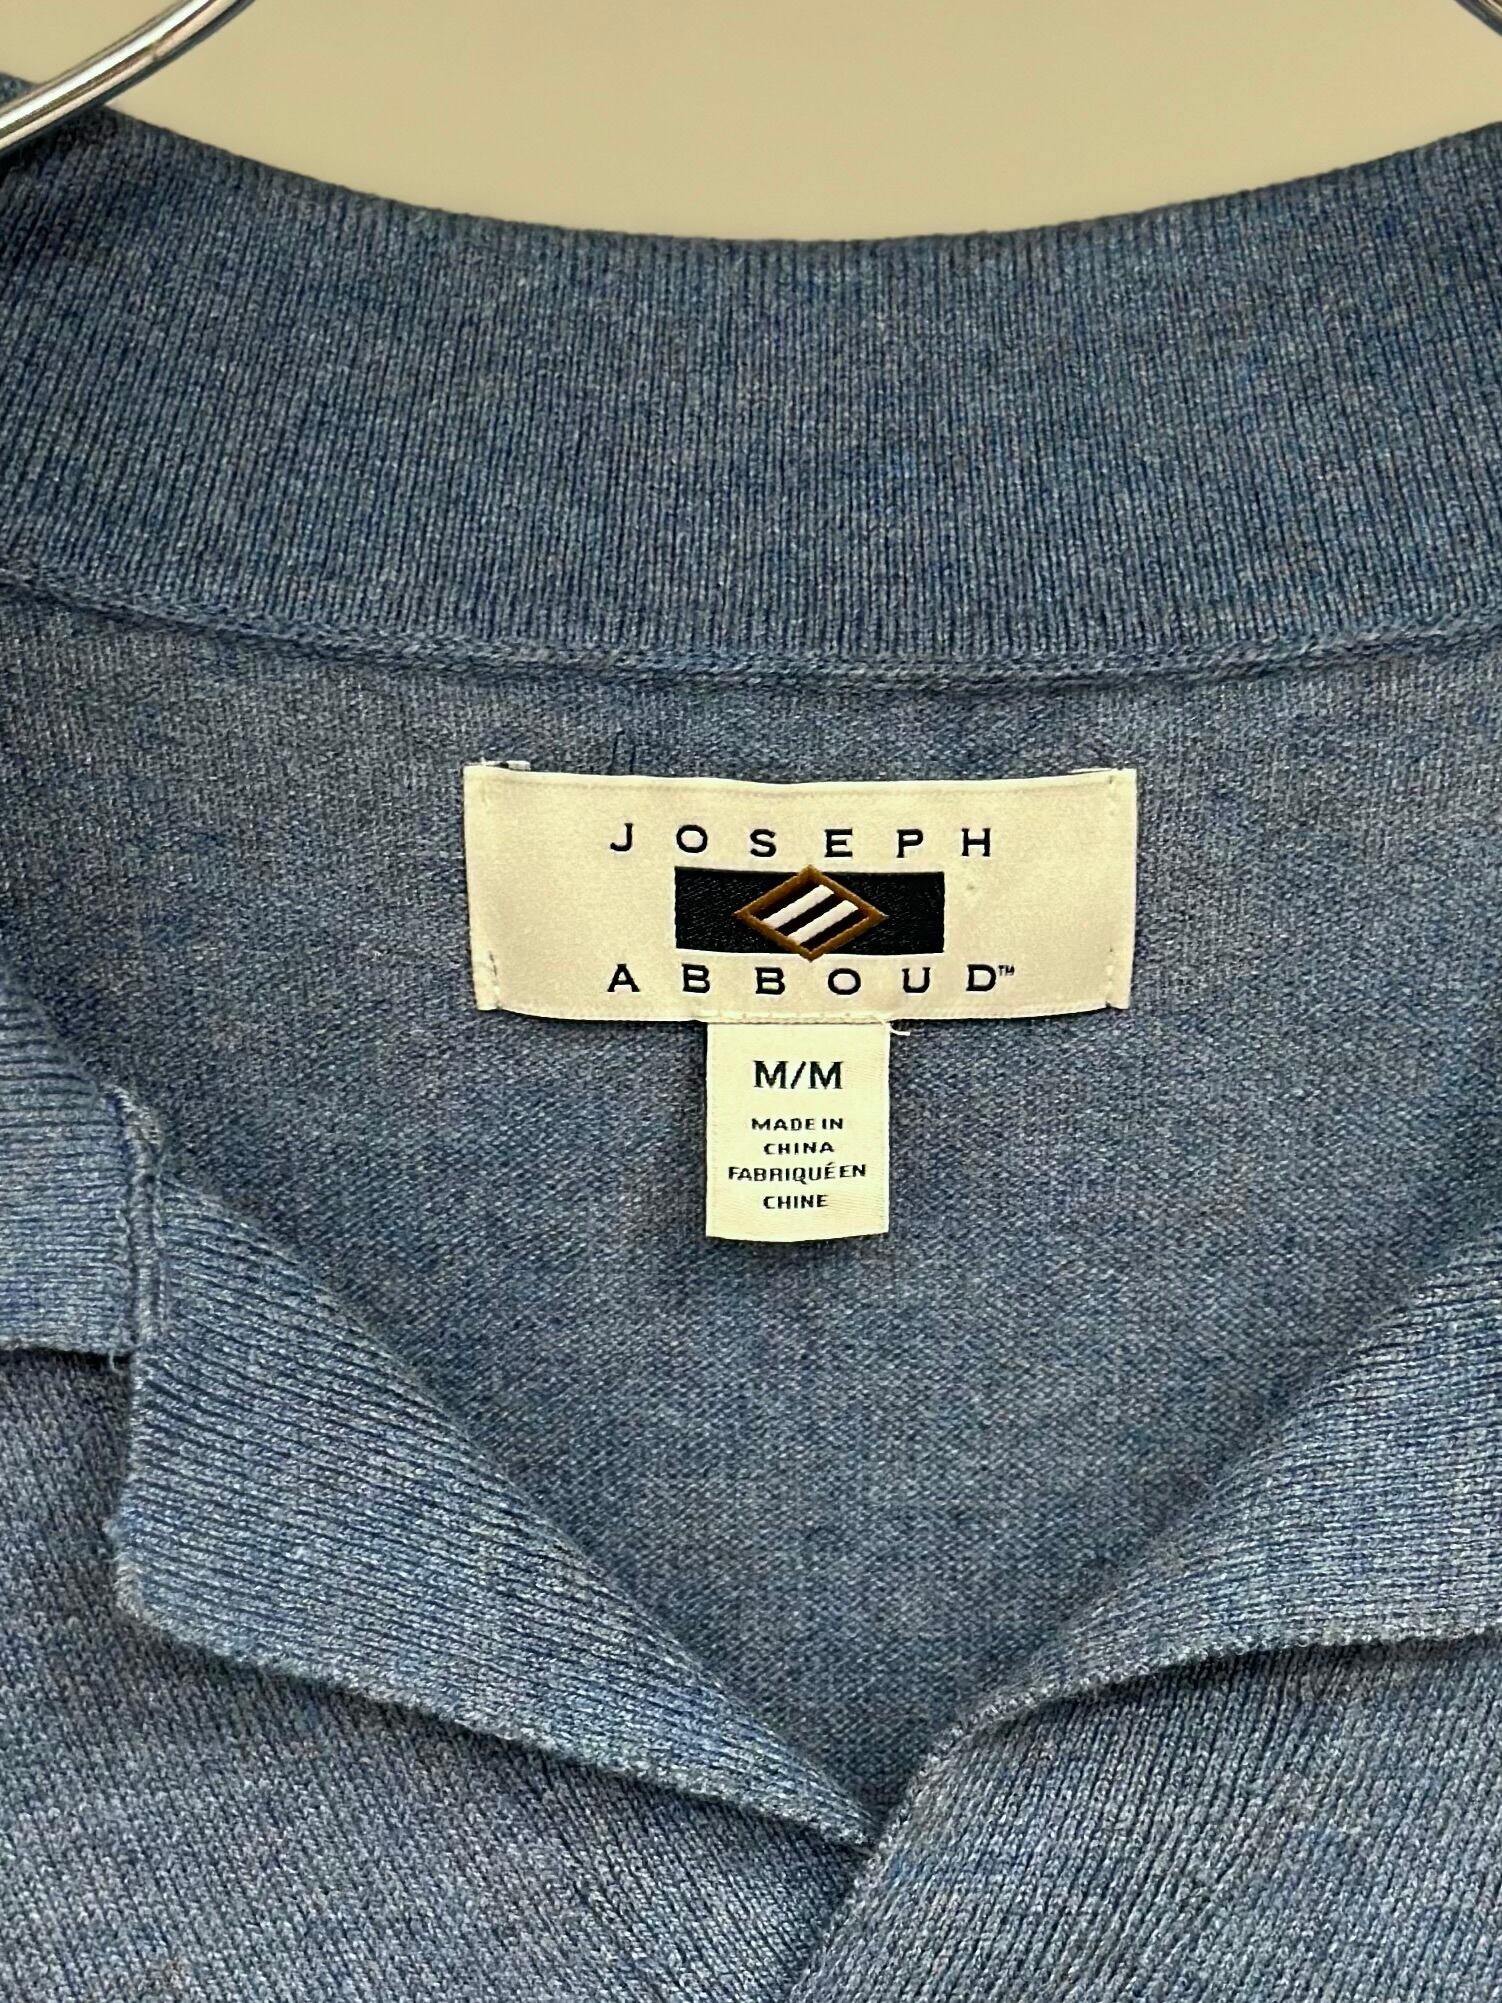 JOSEPH
ABBOUD™
M/M
MADE IN
CHINA
FABRIQUÉ EN
CHINE